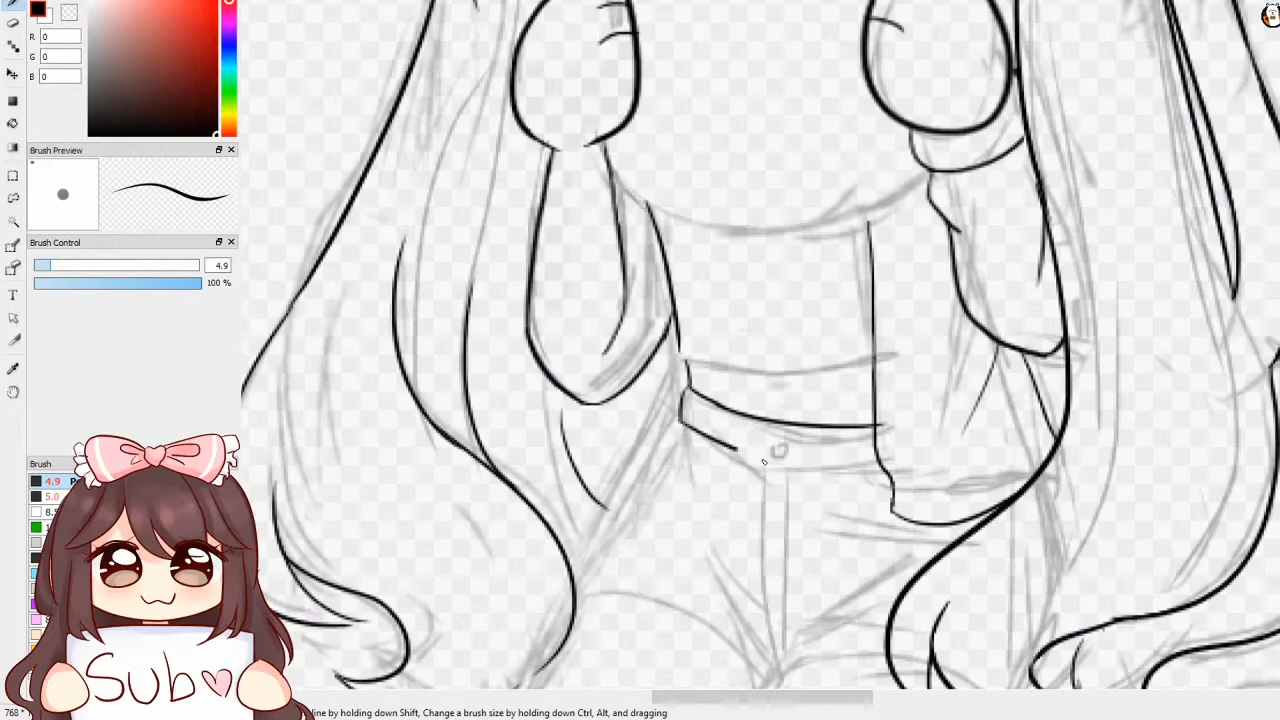 R 0
G 0
B 0
Brush Preview
Brush Control
4.9
100 %
Brush
4.9
5.0
Sub
768
line by holding down Shift, Change a brush size by holding down Ctrl, Alt, and dragging